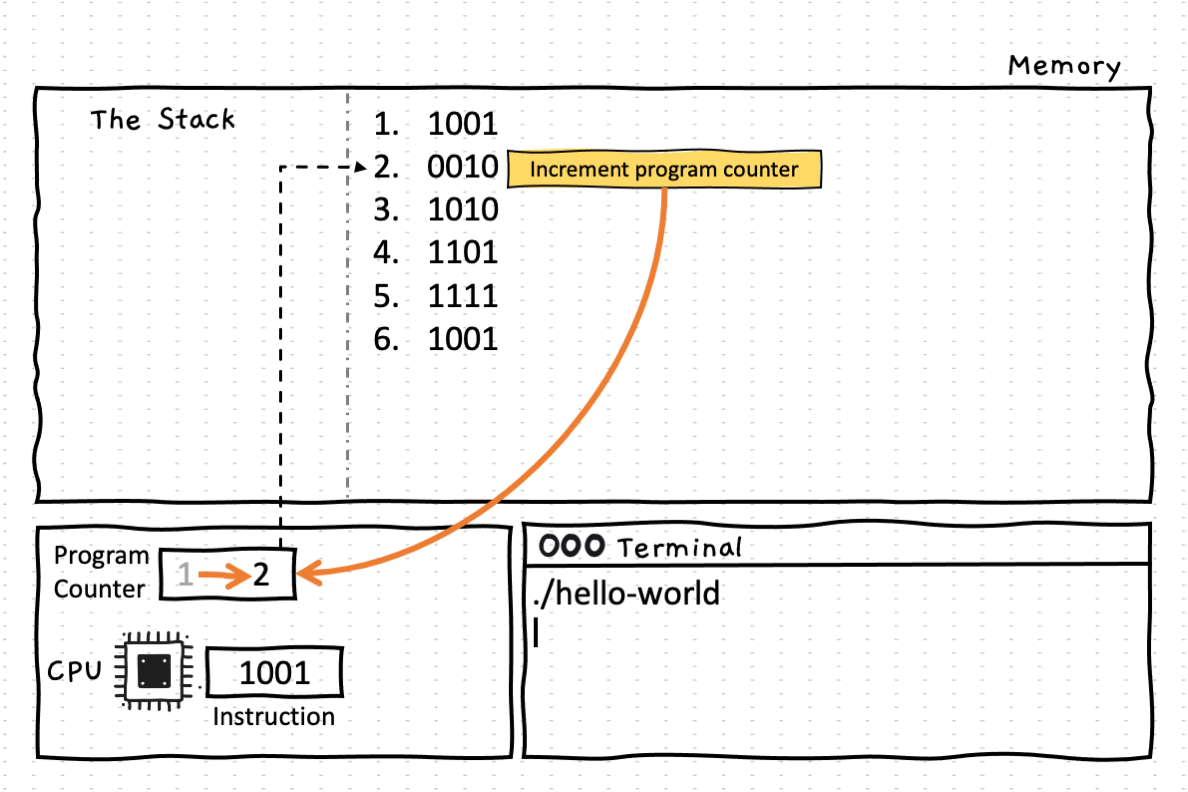 Memory
The Stack
1. 1001
2. 0010 Increment program counter
3. 1010
4. 1101
5. 1111
6. 1001
Program
Counter
1 2
CPU
1001
Instruction
Terminal
./hello-world